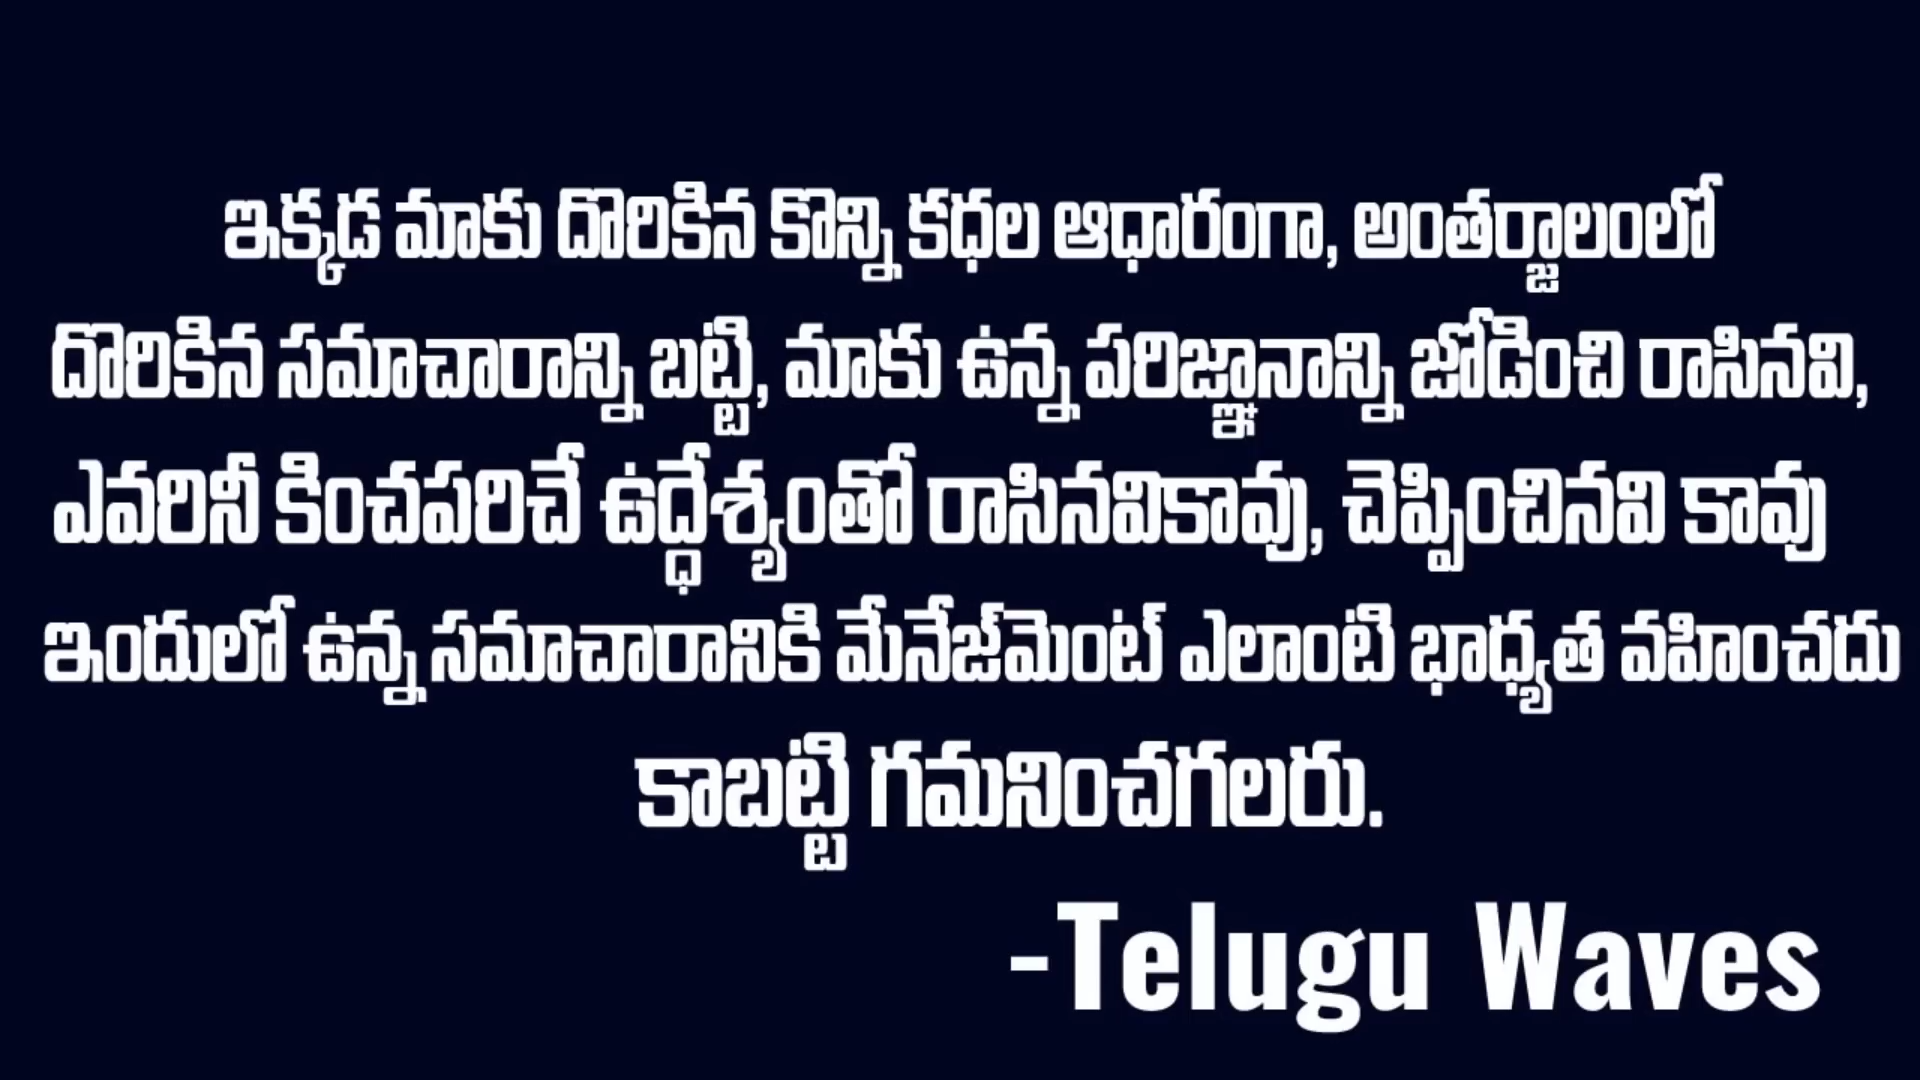 ఇక్కడ మాకు దొరికిన కొన్ని కధల ఆధారంగా, అంతర్జాలంలో
దొరికిన సమాచారాన్ని బట్టి, మాకు ఉన్న పరిజ్ఞానాన్ని జోడించి రాసినవి,
ఎవరినీ కించపరిచే ఉద్ధేశ్యంతో రాసినవికావు, చెప్పించినవి కావు
ఇందులో ఉన్న సమాచారానికి మేనేజ్‌మెంట్ ఎలాంటి భాధ్యత వహించదు
కాబట్టి గమనించగలరు.
-Telugu Waves